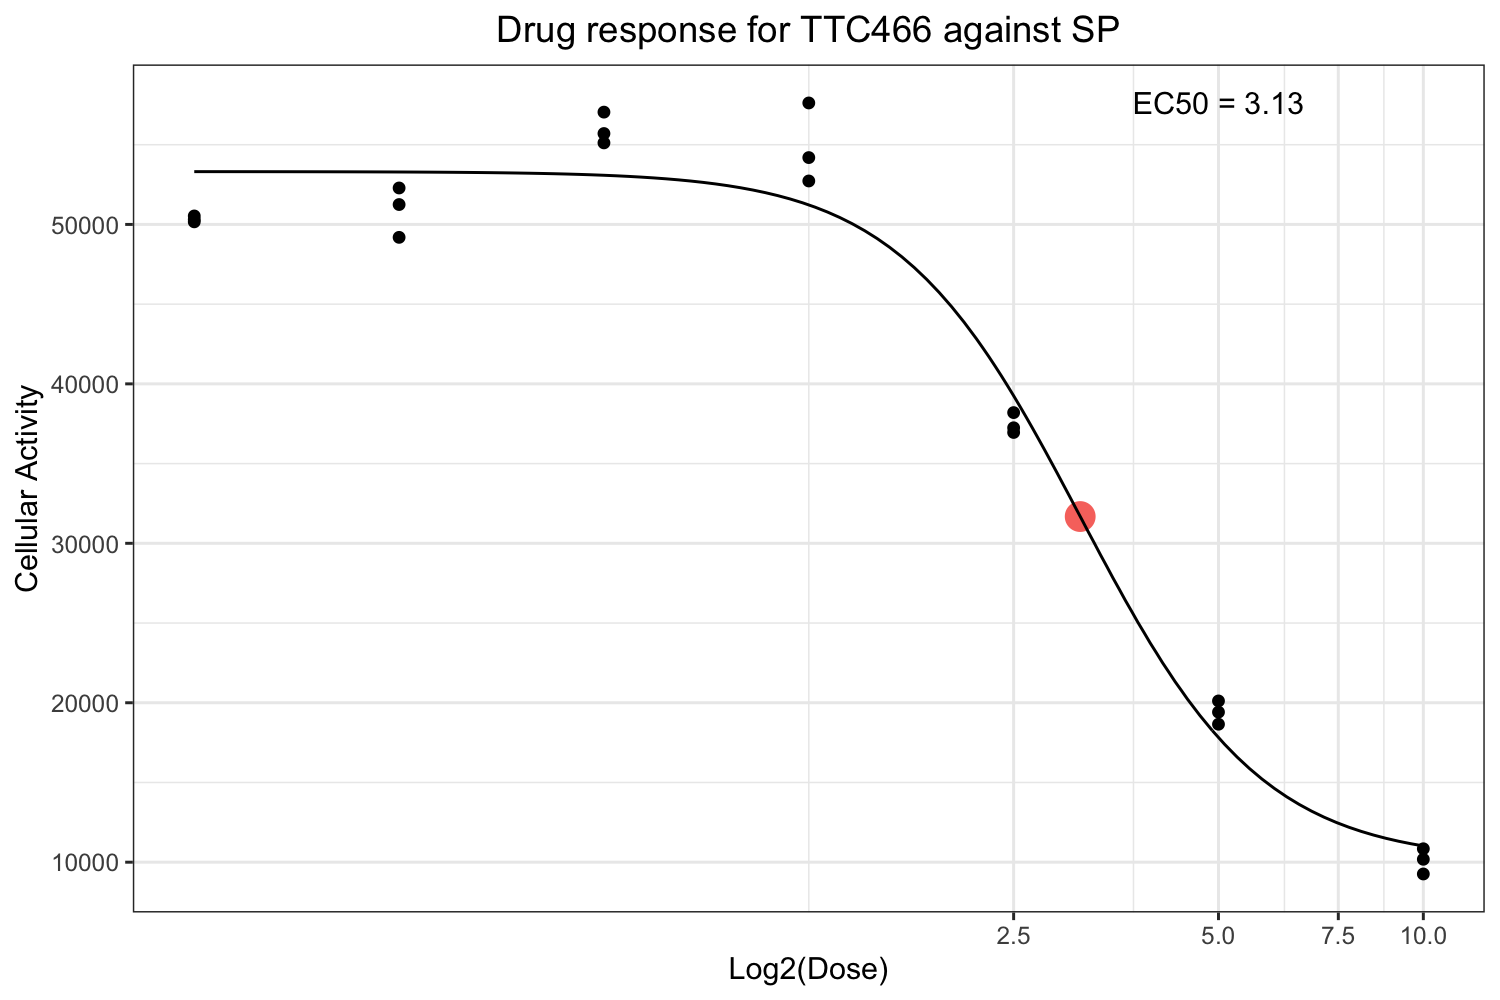 Drug response for TTC466 against SP
EC50 = 3.13
50000
40000
30000
20000
10000
Cellular Activity
2.5 5.0 7.5 10.0
Log2(Dose)